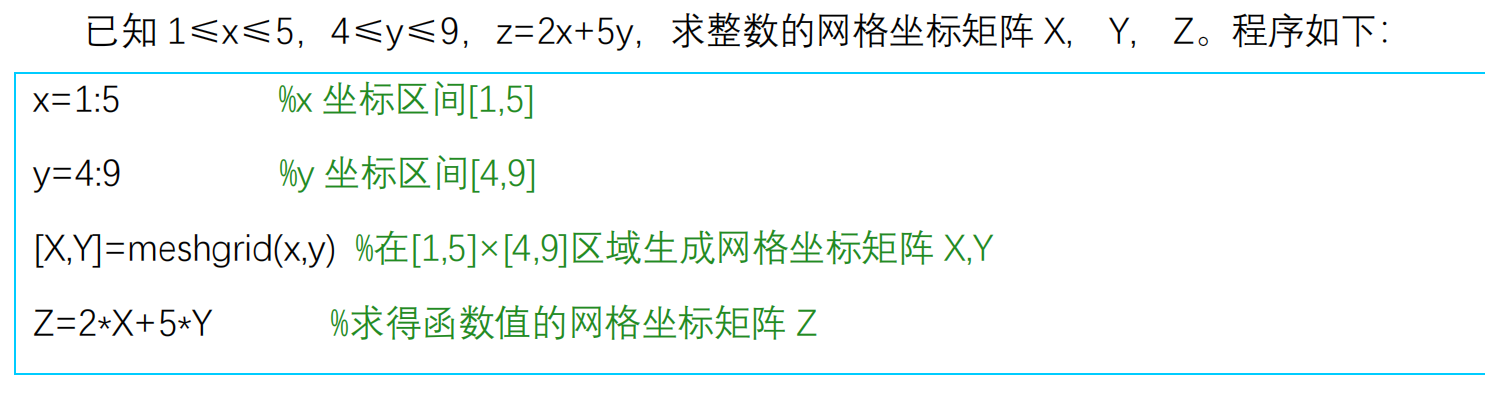 已知 1≤x≤5, 4≤y≤9, z=2x+5y, 求整数的网格坐标矩阵 X, Y, Z。程序如下:
x=1:5 %x 坐标区间[1,5]
y=4:9 %y 坐标区间[4,9]
[X,Y]=meshgrid(x,y) %在[1,5]×[4,9]区域生成网格坐标矩阵 X,Y
Z=2*X+5*Y %求得函数值的网格坐标矩阵 Z